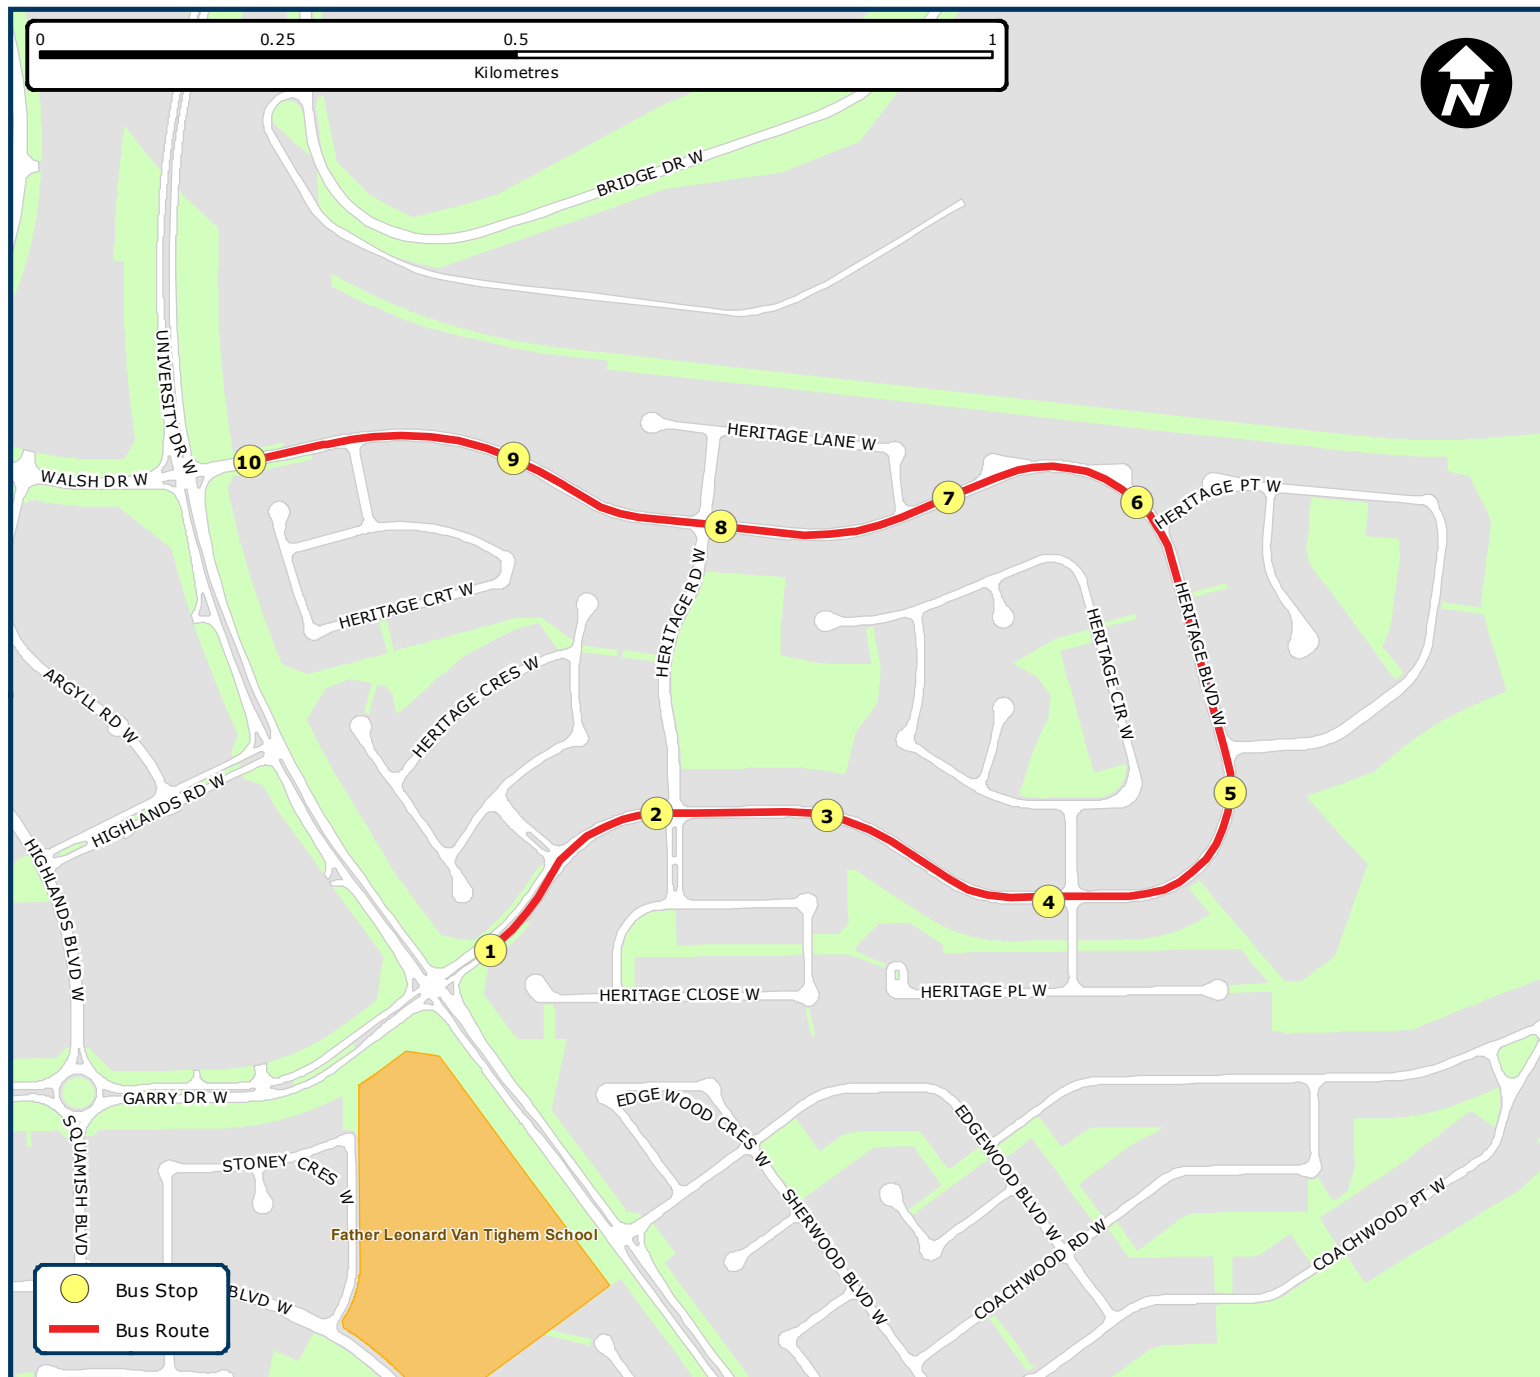 0 0.25 0.5 1
Kilometres
N
BRIDGE DR W
UNIVERSITY DR W
HERITAGE LANE W
WALSH DR W
10
9
8
7
6
HERITAGE PT W
HERITAGE CRT W
HERITAGE RD W
HERITAGE BLVD W
HERITAGE CIR W
HERITAGE CRES W
ARGYLL RD W
HIGHLANDS RD W
5
2
3
4
1
HIGHLANDS BLVD W
HERITAGE CLOSE W
HERITAGE PL W
GARRY DR W
SQUAMISH BLVD
STONEY CRES W
EDGEWOOD CRES W
EDGEWOOD BLVD W
SHERWOOD BLVD W
COACHWOOD RD W
COACHWOOD PT W
Father Leonard Van Tighem School
BLVD W
Bus Stop
Bus Route